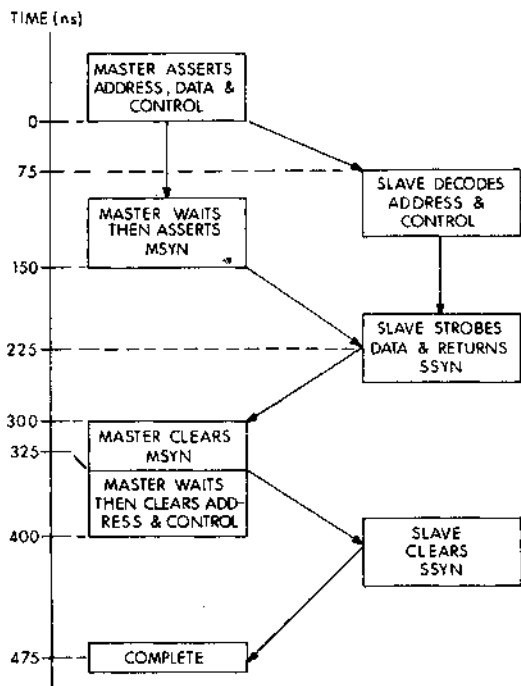 TIME (ns)
MASTER ASSERTS
ADDRESS, DATA &
CONTROL
0
75
SLAVE DECODES
ADDRESS &
CONTROL
MASTER WAITS
THEN ASSERTS
MSYN
150
SLAVE STROBES
DATA & RETURNS
SSYN
225
300
MASTER CLEARS
MSYN
325
MASTER WAITS
THEN CLEARS ADD-
RESS & CONTROL
400
SLAVE
CLEARS
SSYN
475
COMPLETE